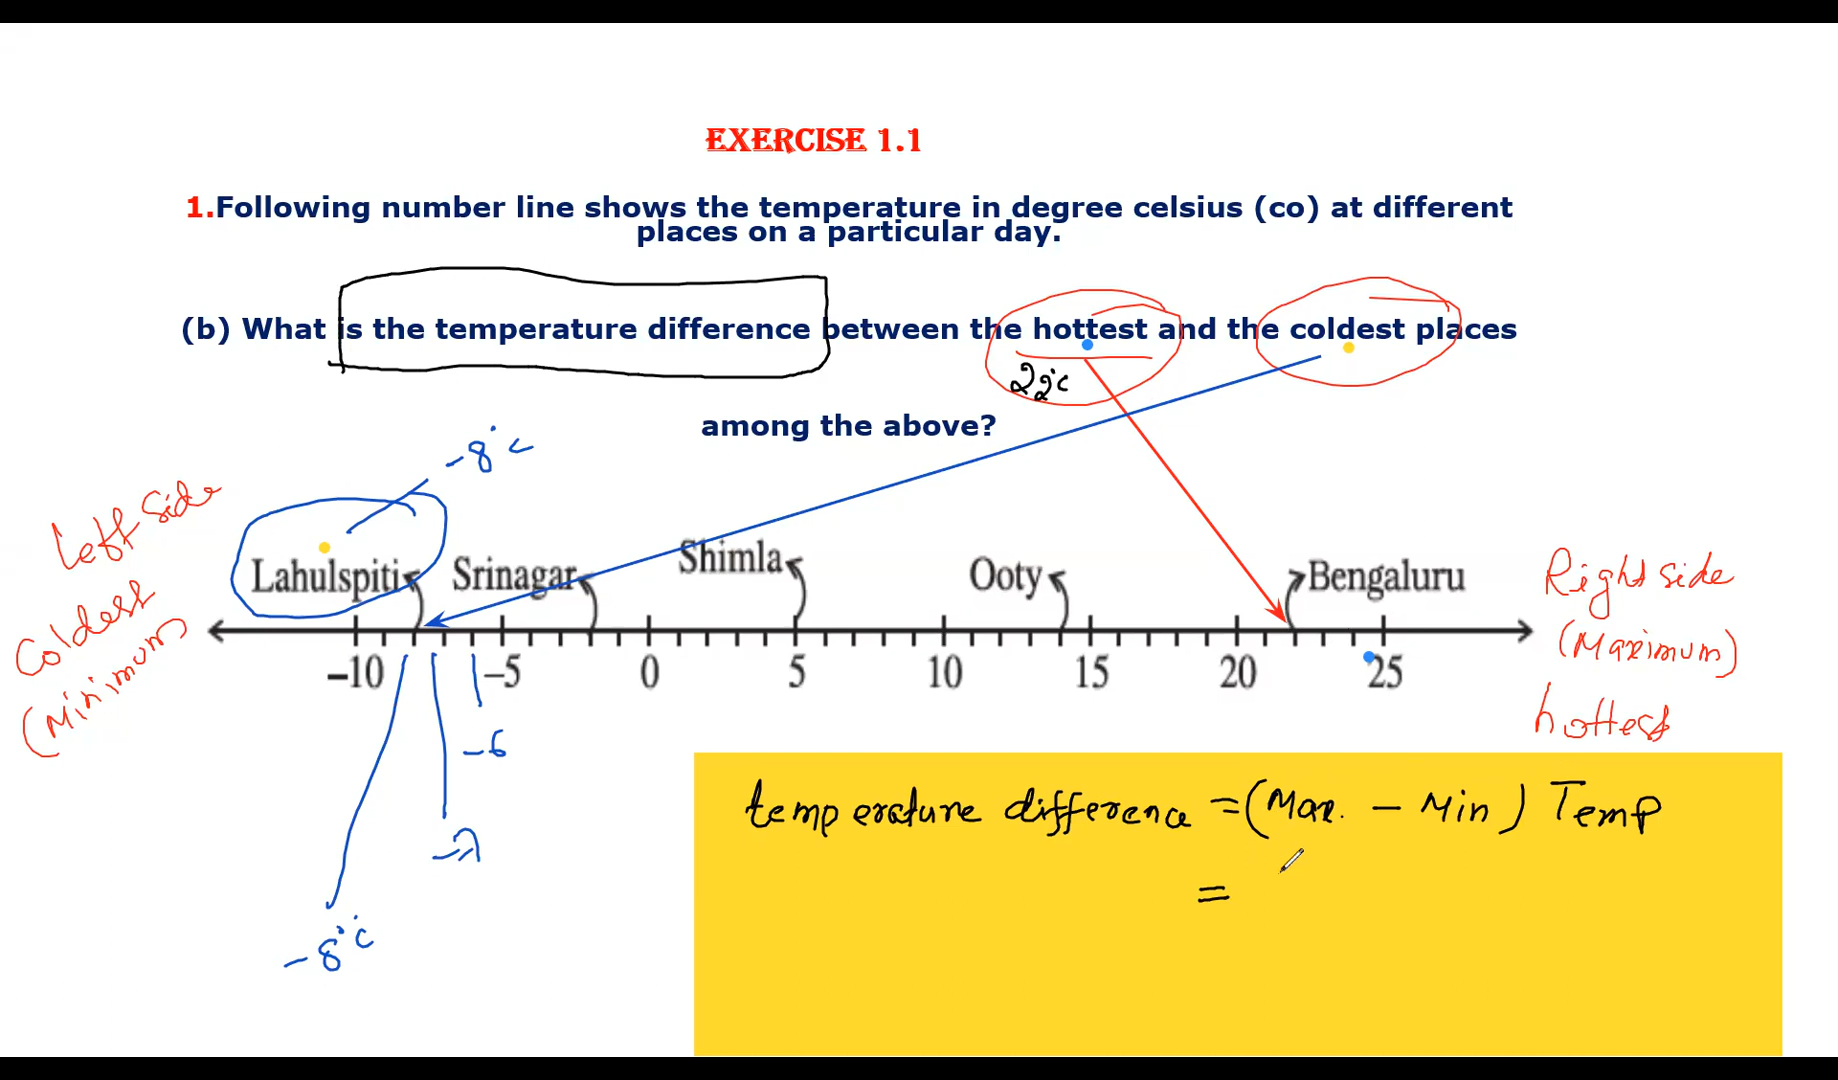 EXERCISE 1.1
1.Following number line shows the temperature in degree celsius (co) at different
places on a particular day.
(b) What is the temperature difference between the hottest and the coldest places
22°c
among the above?
-8°c
Left side
Coldest
(Minimum)
Lahulspiti Srinagar Shimla Ooty Bengaluru
Right side
(Maximum)
hottest
–10 –5 0 5 10 15 20 25
-6
-7
-8°c
temperature difference = (Max. - Min) Temp
=